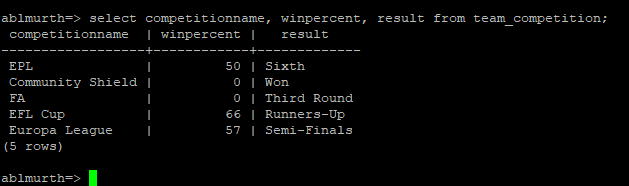 ablmurth=> select competitionname, winpercent, result from team_competition;
 competitionname  | winpercent |   result
------------------+------------+-------------
 EPL              |         50 | Sixth
 Community Shield |          0 | Won
 FA               |          0 | Third Round
 EFL Cup          |         66 | Runners-Up
 Europa League    |         57 | Semi-Finals
(5 rows)
ablmurth=>